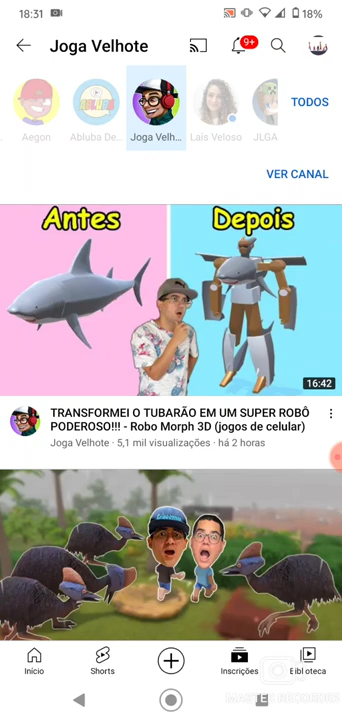 18:31
18%
Joga Velhote
9+
Aegon
Abluba De...
Joga Velh...
Laís Veloso
JLGA
TODOS
VER CANAL
Antes
Depois
16:42
TRANSFORMEI O TUBARÃO EM UM SUPER ROBÔ
PODEROSO!!! - Robo Morph 3D (jogos de celular)
Joga Velhote · 5,1 mil visualizações · há 2 horas
Início
Shorts
Inscrições
Biblioteca
MASTER RECORDER